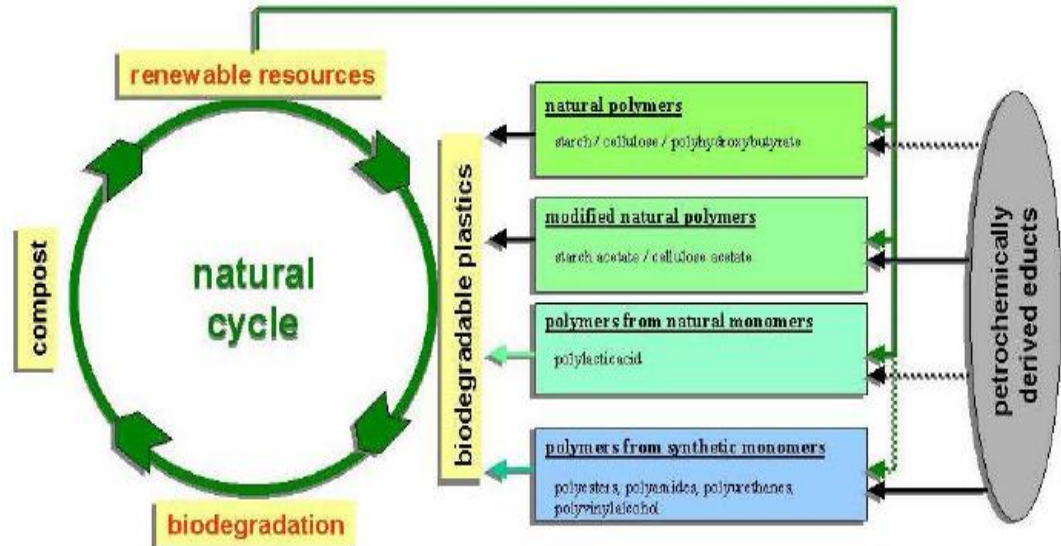 renewable resources
natural polymers
starch / cellulose / polyhydroxybutyrate
modified natural polymers
starch acetate / cellulose acetate
polymers from natural monomers
polylacticacid
polymers from synthetic monomers
polyesters, polyamides, polyurethanes,
polyvinylalcohol
biodegradable plastics
petrochemically
derived educts
compost
natural
cycle
biodegradation